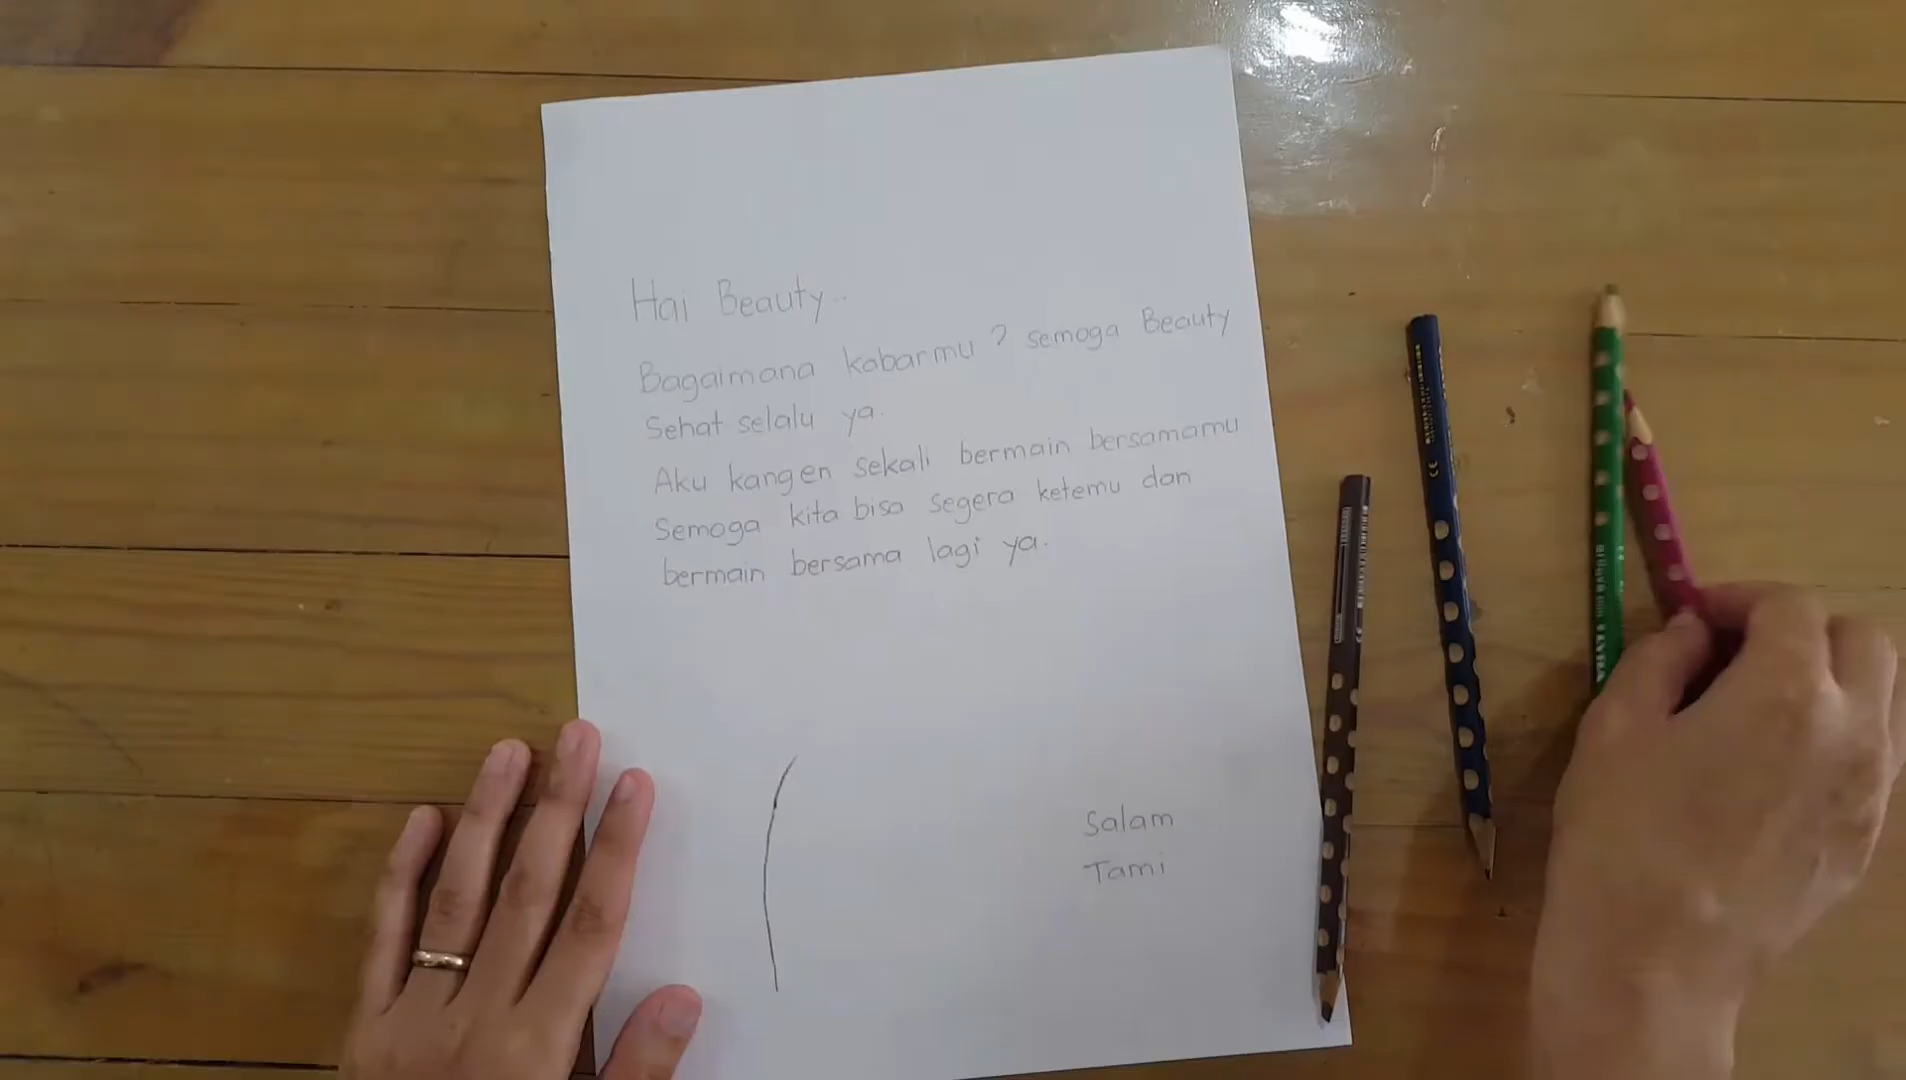 Hai Beauty..
Bagaimana kabarmu? semoga Beauty
Sehat selalu ya.
Aku kangen sekali bermain bersamamu
Semoga kita bisa segera ketemu dan
bermain bersama lagi ya.
Salam
Tami